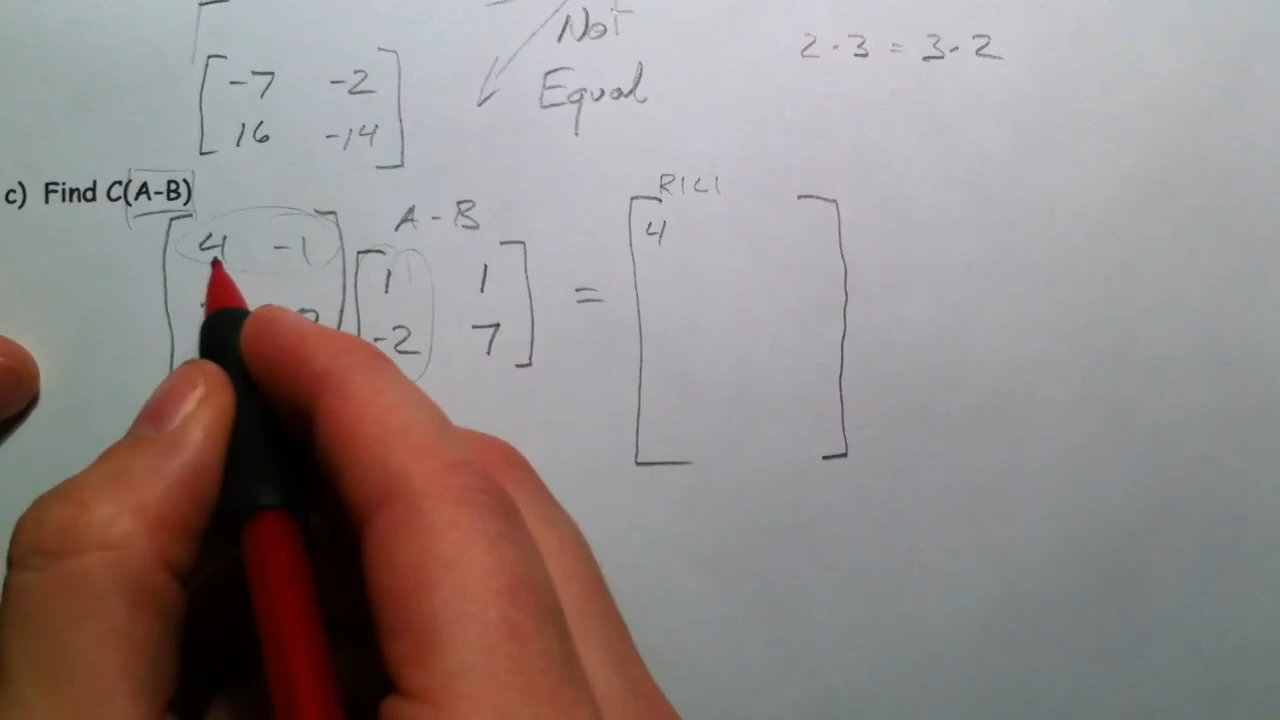 Not
2 · 3 = 3 · 2
-7 -2
Equal
16 -14
c) Find C(A-B)
R1C1
A - B
4 -1
4
1 1
=
-2 7